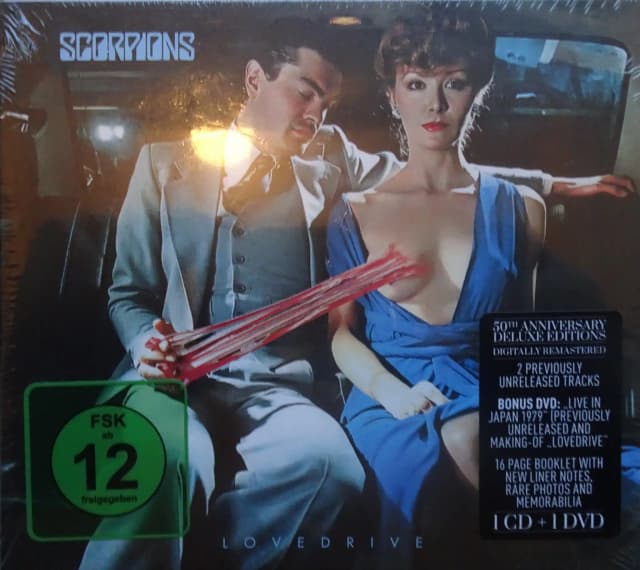 SCORPIONS
50TH ANNIVERSARY
DELUXE EDITIONS
DIGITALLY REMASTERED
2 PREVIOUSLY
UNRELEASED TRACKS
BONUS DVD: „LIVE IN
JAPAN 1979“ (PREVIOUSLY
UNRELEASED AND
MAKING-OF „LOVEDRIVE“
16 PAGE BOOKLET WITH
NEW LINER NOTES,
RARE PHOTOS AND
MEMORABILIA
1 CD + 1 DVD
FSK
ab
12
freigegeben
LOVEDRIVE